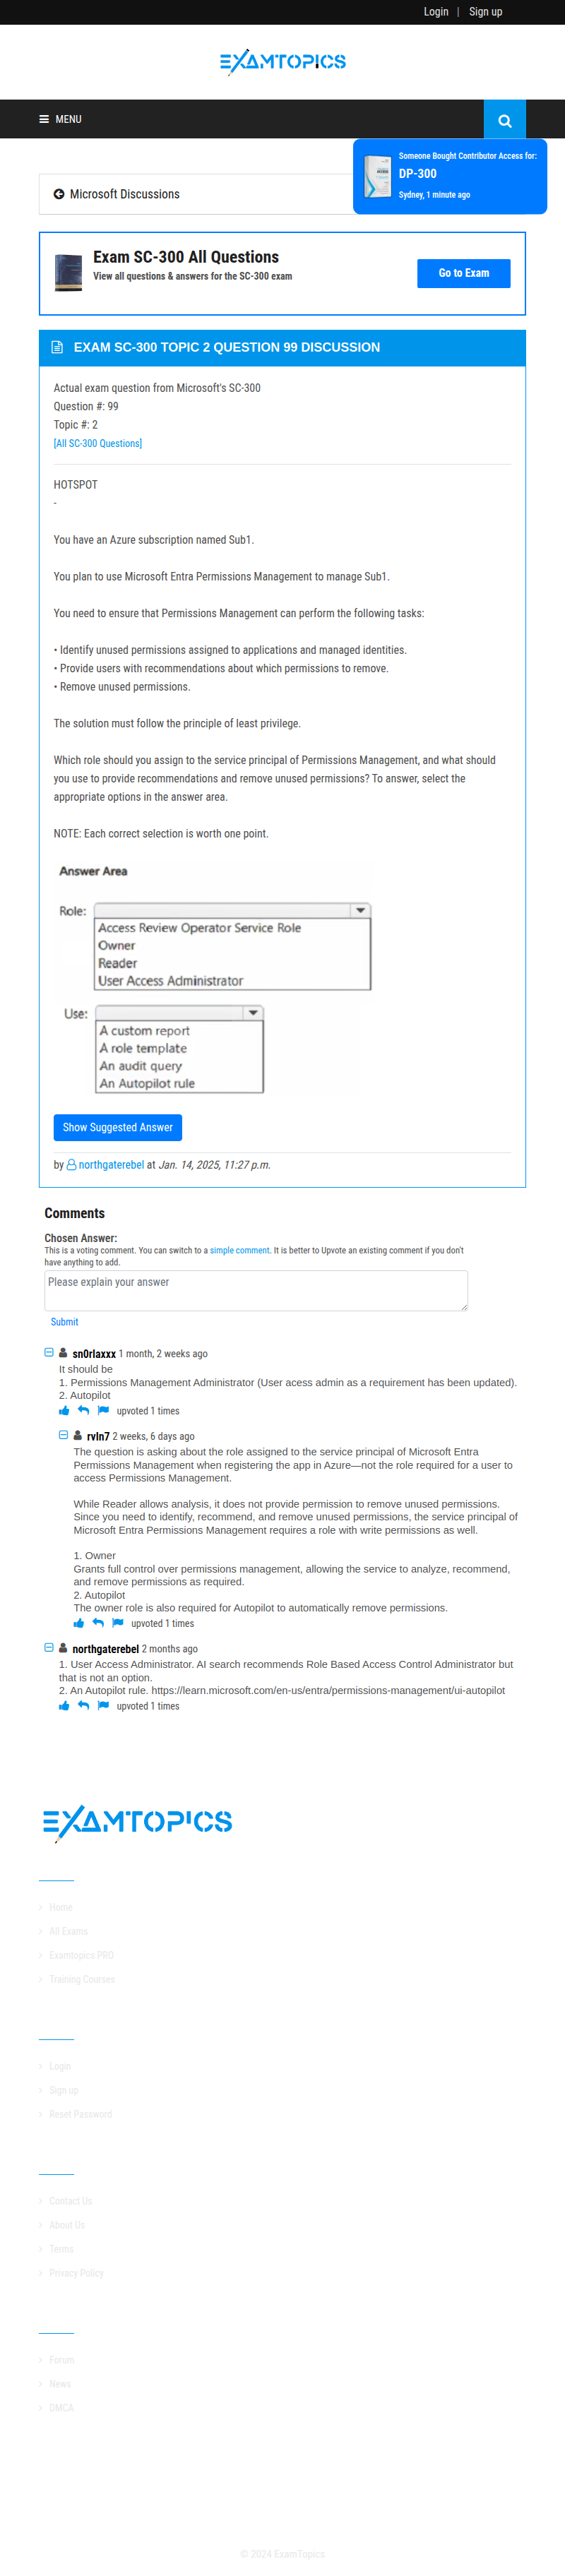 Login | Sign up
EXAMTOPICS
MENU
Someone Bought Contributor Access for:
DP-300
Sydney, 1 minute ago
Microsoft Discussions
Exam SC-300 All Questions
View all questions & answers for the SC-300 exam
Go to Exam
EXAM SC-300 TOPIC 2 QUESTION 99 DISCUSSION
Actual exam question from Microsoft's SC-300
Question #: 99
Topic #: 2
[All SC-300 Questions]
HOTSPOT
-
You have an Azure subscription named Sub1.
You plan to use Microsoft Entra Permissions Management to manage Sub1.
You need to ensure that Permissions Management can perform the following tasks:
• Identify unused permissions assigned to applications and managed identities.
• Provide users with recommendations about which permissions to remove.
• Remove unused permissions.
The solution must follow the principle of least privilege.
Which role should you assign to the service principal of Permissions Management, and what should
you use to provide recommendations and remove unused permissions? To answer, select the
appropriate options in the answer area.
NOTE: Each correct selection is worth one point.
Answer Area
Role:
Access Review Operator Service Role
Owner
Reader
User Access Administrator
Use:
A custom report
A role template
An audit query
An Autopilot rule
Show Suggested Answer
by northgaterebel at Jan. 14, 2025, 11:27 p.m.
Comments
Chosen Answer:
This is a voting comment. You can switch to a simple comment. It is better to Upvote an existing comment if you don't
have anything to add.
Please explain your answer
Submit
sn0rlaxxx 1 month, 2 weeks ago
It should be
1. Permissions Management Administrator (User acess admin as a requirement has been updated).
2. Autopilot
upvoted 1 times
rvln7 2 weeks, 6 days ago
The question is asking about the role assigned to the service principal of Microsoft Entra
Permissions Management when registering the app in Azure—not the role required for a user to
access Permissions Management.
While Reader allows analysis, it does not provide permission to remove unused permissions.
Since you need to identify, recommend, and remove unused permissions, the service principal of
Microsoft Entra Permissions Management requires a role with write permissions as well.
1. Owner
Grants full control over permissions management, allowing the service to analyze, recommend,
and remove permissions as required.
2. Autopilot
The owner role is also required for Autopilot to automatically remove permissions.
upvoted 1 times
northgaterebel 2 months ago
1. User Access Administrator. AI search recommends Role Based Access Control Administrator but
that is not an option.
2. An Autopilot rule. https://learn.microsoft.com/en-us/entra/permissions-management/ui-autopilot
upvoted 1 times
EXAMTOPICS
Home
All Exams
Examtopics PRO
Training Courses
Login
Sign up
Reset Password
Contact Us
About Us
Terms
Privacy Policy
Forum
News
DMCA
© 2024 ExamTopics